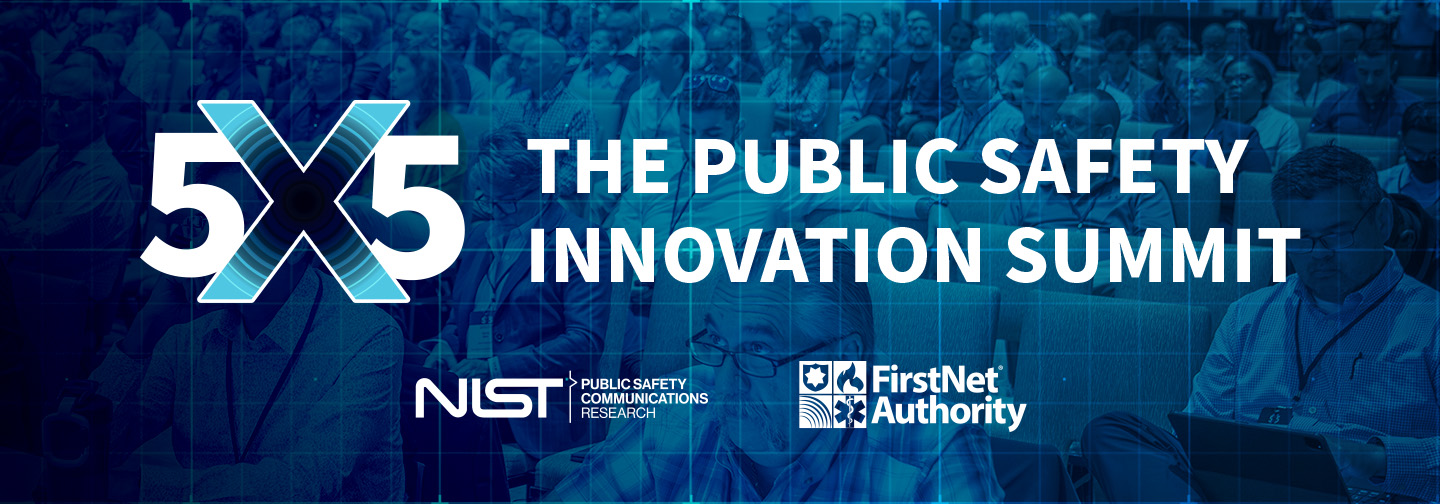 5X5
THE PUBLIC SAFETY
INNOVATION SUMMIT
NIST
PUBLIC SAFETY
COMMUNICATIONS
RESEARCH
FirstNet®
Authority